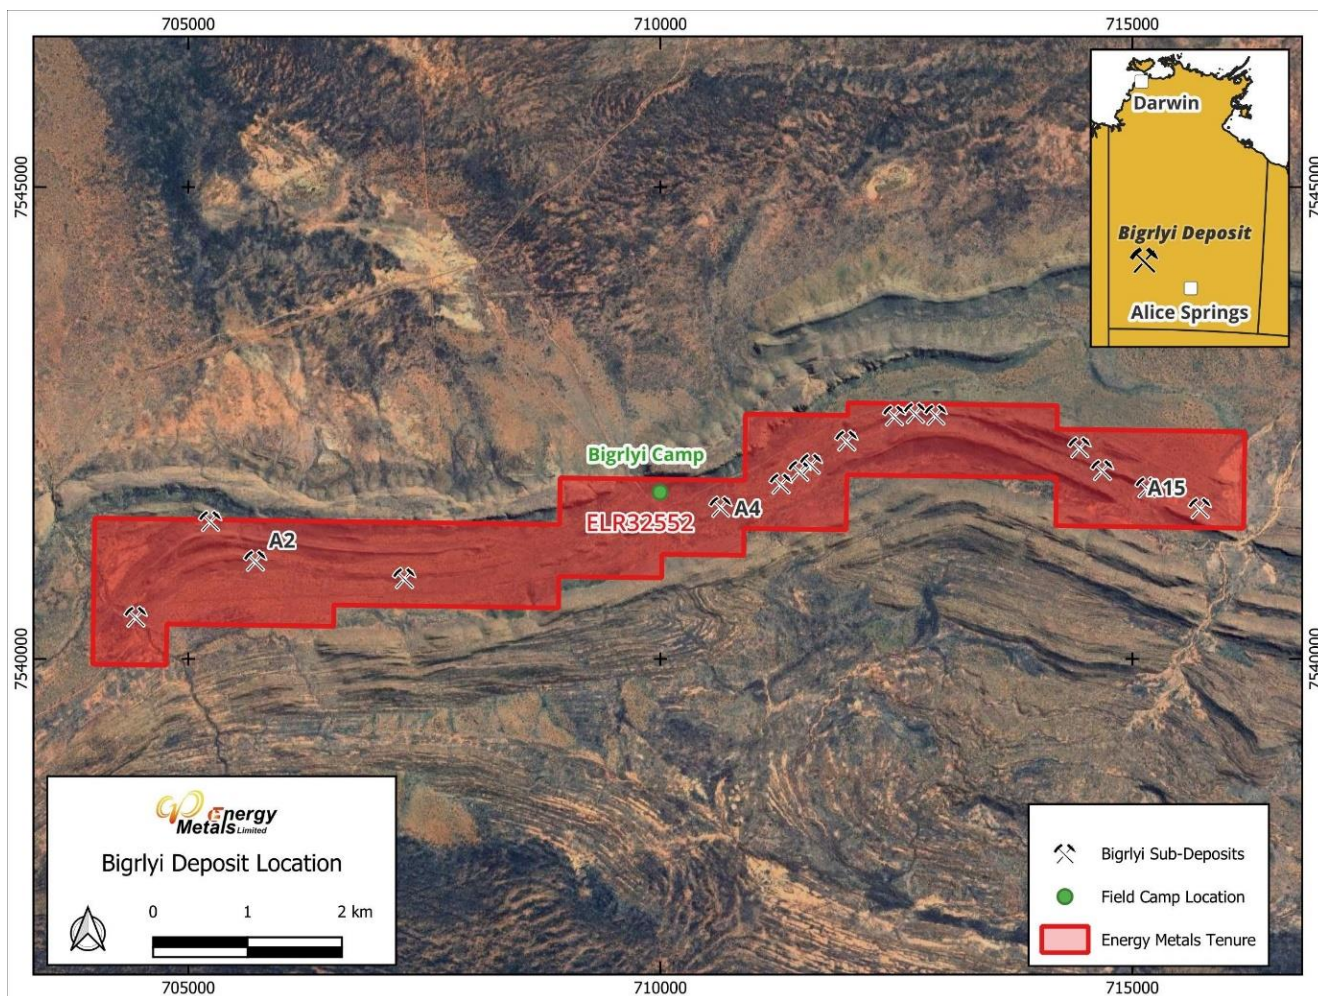 705000
710000
715000
7545000
7545000
Darwin
Bigrlyi Deposit
Alice Springs
Bigrlyi Camp
ELR32552
A4
A15
A2
7540000
7540000
Energy
Metals Limited
Bigrlyi Deposit Location
0 1 2 km
Bigrlyi Sub-Deposits
Field Camp Location
Energy Metals Tenure
705000
710000
715000